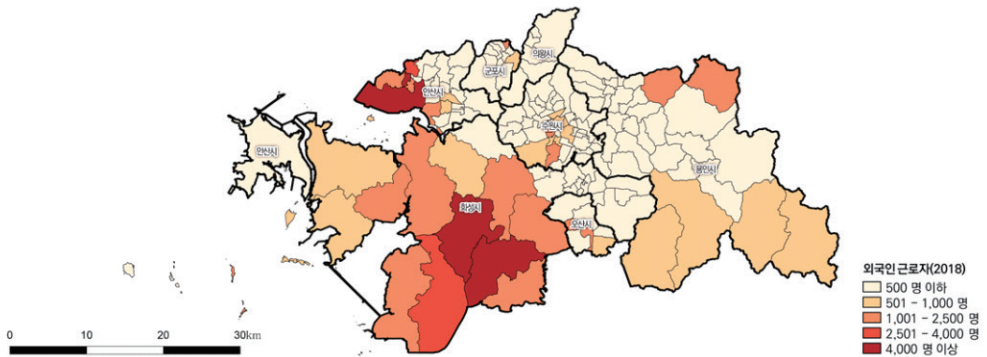 의왕시
군포시
안산시
수원시
안산시
용인시
화성시
오산시
외국인 근로자(2018)
500 명 이하
501 - 1,000 명
1,001 - 2,500 명
2,501 - 4,000 명
4,000 명 이상
0 10 20 30km